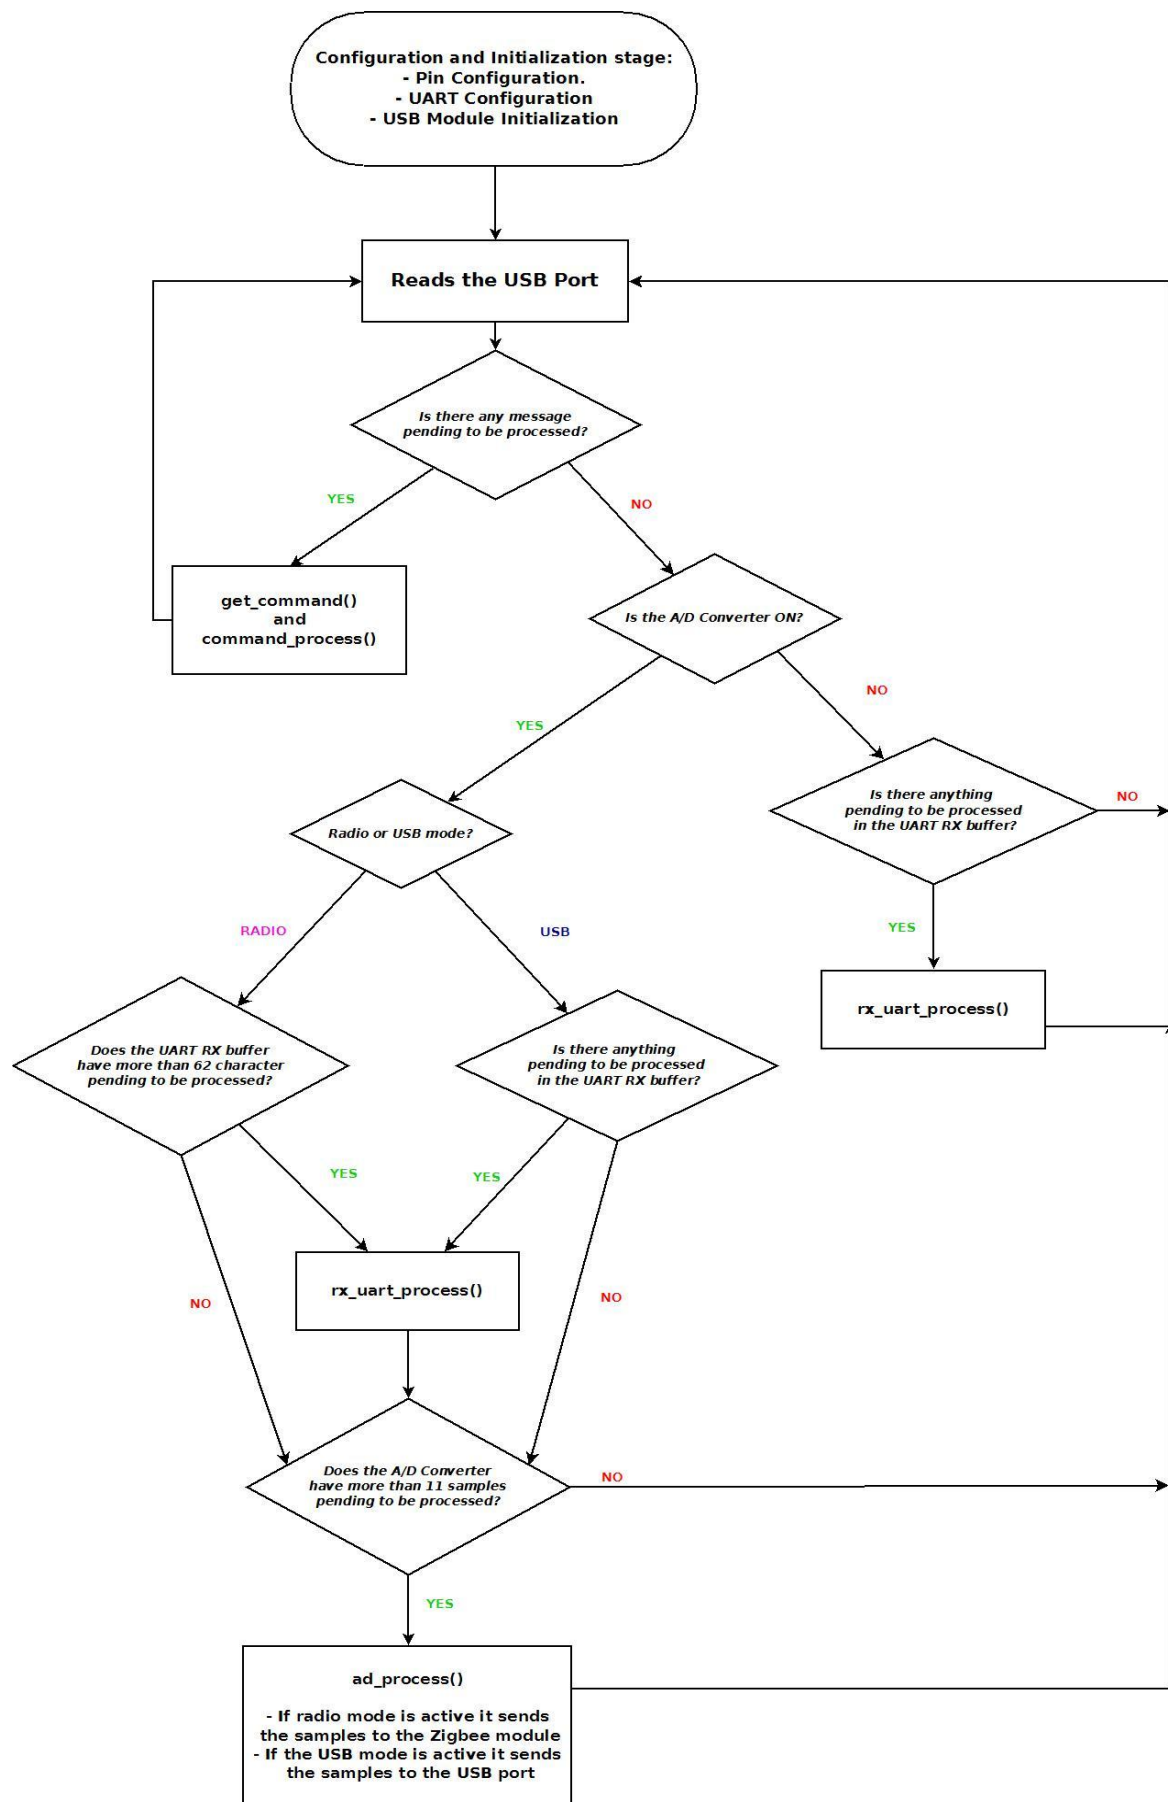 Configuration and Initialization stage:
- Pin Configuration.
- UART Configuration
- USB Module Initialization
Reads the USB Port
Is there any message
pending to be processed?
YES
NO
get_command()
and
command_process()
Is the A/D Converter ON?
YES
NO
Is there anything
pending to be processed
in the UART RX buffer?
NO
Radio or USB mode?
RADIO
USB
YES
rx_uart_process()
Does the UART RX buffer
have more than 62 character
pending to be processed?
Is there anything
pending to be processed
in the UART RX buffer?
YES
YES
NO
rx_uart_process()
NO
Does the A/D Converter
have more than 11 samples
pending to be processed?
NO
YES
ad_process()
- If radio mode is active it sends
the samples to the Zigbee module
- If the USB mode is active it sends
the samples to the USB port